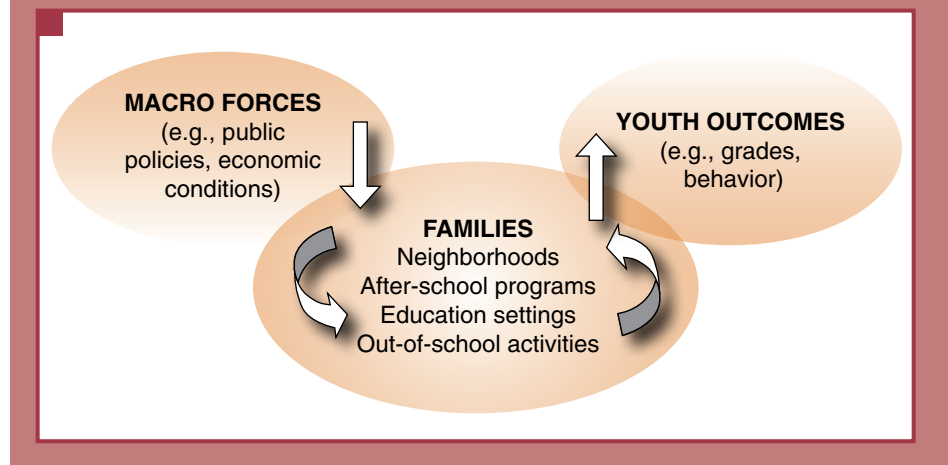 MACRO FORCES
(e.g., public
policies, economic
conditions)
YOUTH OUTCOMES
(e.g., grades,
behavior)
FAMILIES
Neighborhoods
After-school programs
Education settings
Out-of-school activities